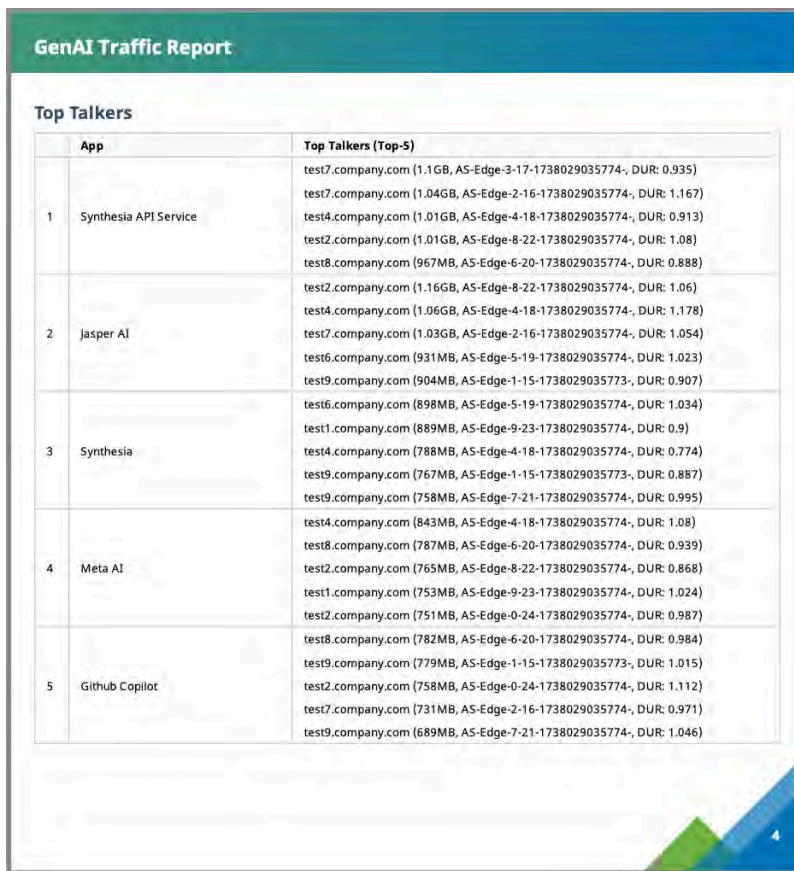 GenAI Traffic Report
Top Talkers
App Top Talkers (Top-5)
1 Synthesia API Service
test7.company.com (1.1GB, AS-Edge-3-17-1738029035774-, DUR: 0.935)
test7.company.com (1.04GB, AS-Edge-2-16-1738029035774-, DUR: 1.167)
test4.company.com (1.01GB, AS-Edge-4-18-1738029035774-, DUR: 0.913)
test2.company.com (1.01GB, AS-Edge-8-22-1738029035774-, DUR: 1.08)
test8.company.com (967MB, AS-Edge-6-20-1738029035774-, DUR: 0.888)
2 Jasper AI
test2.company.com (1.16GB, AS-Edge-8-22-1738029035774-, DUR: 1.06)
test4.company.com (1.06GB, AS-Edge-4-18-1738029035774-, DUR: 1.178)
test7.company.com (1.03GB, AS-Edge-2-16-1738029035774-, DUR: 1.054)
test6.company.com (931MB, AS-Edge-5-19-1738029035774-, DUR: 1.023)
test9.company.com (904MB, AS-Edge-1-15-1738029035773-, DUR: 0.907)
3 Synthesia
test6.company.com (898MB, AS-Edge-5-19-1738029035774-, DUR: 1.034)
test1.company.com (889MB, AS-Edge-9-23-1738029035774-, DUR: 0.9)
test4.company.com (788MB, AS-Edge-4-18-1738029035774-, DUR: 0.774)
test9.company.com (767MB, AS-Edge-1-15-1738029035773-, DUR: 0.887)
test9.company.com (758MB, AS-Edge-7-21-1738029035774-, DUR: 0.995)
4 Meta AI
test4.company.com (843MB, AS-Edge-4-18-1738029035774-, DUR: 1.08)
test8.company.com (787MB, AS-Edge-6-20-1738029035774-, DUR: 0.939)
test2.company.com (765MB, AS-Edge-8-22-1738029035774-, DUR: 0.868)
test1.company.com (753MB, AS-Edge-9-23-1738029035774-, DUR: 1.024)
test2.company.com (751MB, AS-Edge-0-24-1738029035774-, DUR: 0.987)
5 Github Copilot
test8.company.com (782MB, AS-Edge-6-20-1738029035774-, DUR: 0.984)
test9.company.com (779MB, AS-Edge-1-15-1738029035773-, DUR: 1.015)
test2.company.com (758MB, AS-Edge-0-24-1738029035774-, DUR: 1.112)
test7.company.com (731MB, AS-Edge-2-16-1738029035774-, DUR: 0.971)
test9.company.com (689MB, AS-Edge-7-21-1738029035774-, DUR: 1.046)
4